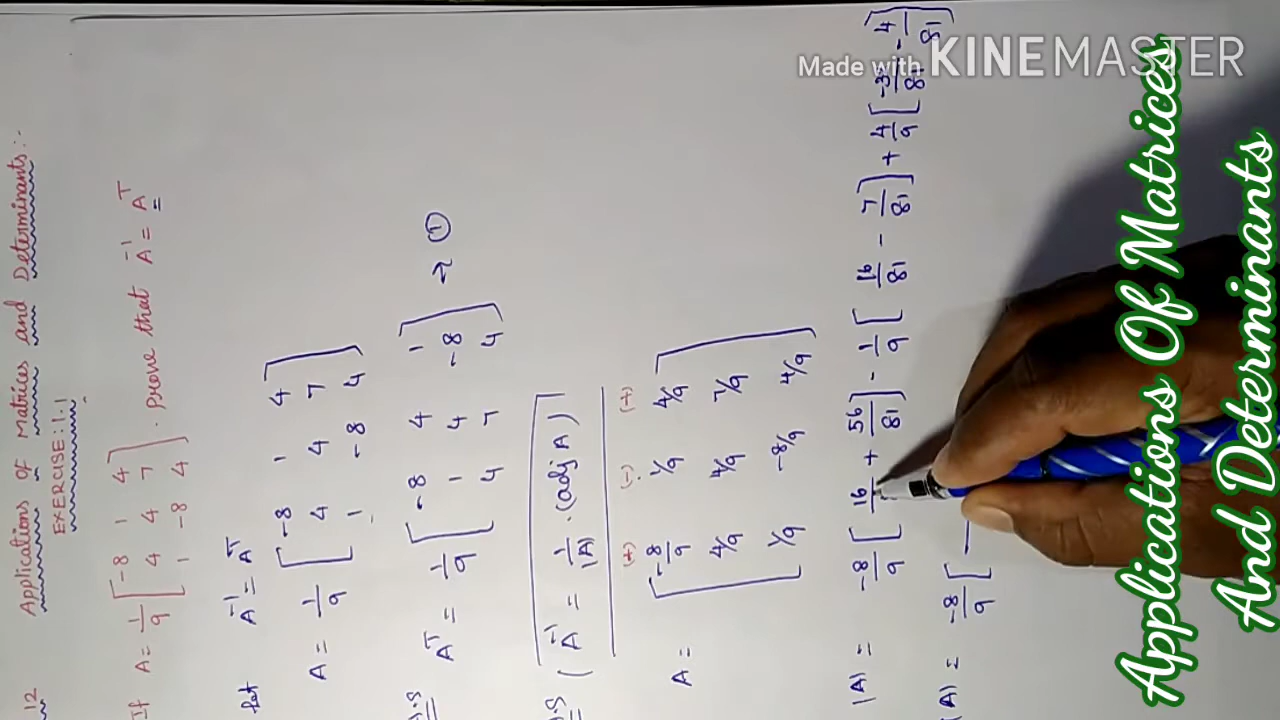 12 Applications of Matrices and Determinants:-
EXERCISE:1.1
If A = 1/9 [ -8 1 4
4 4 7
1 -8 4 ] . prove that A⁻¹ = Aᵀ
let A⁻¹ = Aᵀ
A = 1/9 [ -8 1 4
4 4 7
1 -8 4 ]
Aᵀ = 1/9 [ -8 4 1
1 4 -8
4 7 4 ] → ①
( A⁻¹ = 1/|A| . (adj A) )
(+) (-) (+)
A = [ -8/9 1/9 4/9
4/9 4/9 7/9
1/9 -8/9 4/9 ]
|A| = -8/9 [ 16/ + 56/81 ] - 1/9 [ 16/81 - 7/81 ] + 4/9 [ - 4/81 ]
|A| = -8/9 [
Made with KINEMASTER
Applications Of Matrices
And Determinants